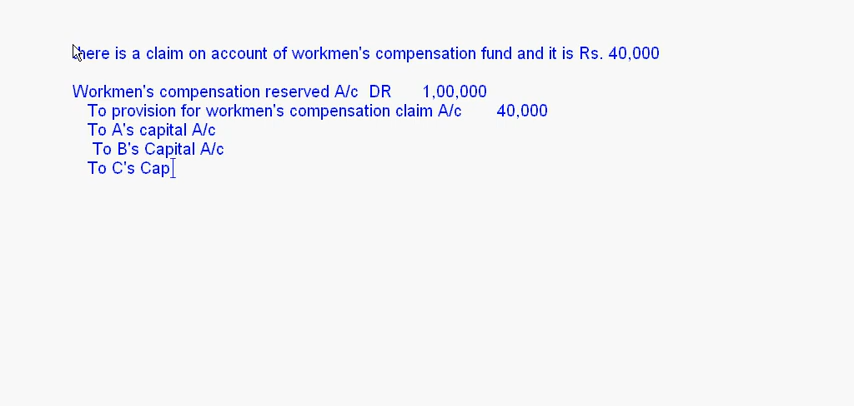 there is a claim on account of workmen's compensation fund and it is Rs. 40,000
Workmen's compensation reserved A/c DR 1,00,000
To provision for workmen's compensation claim A/c 40,000
To A's capital A/c
To B's Capital A/c
To C's Cap